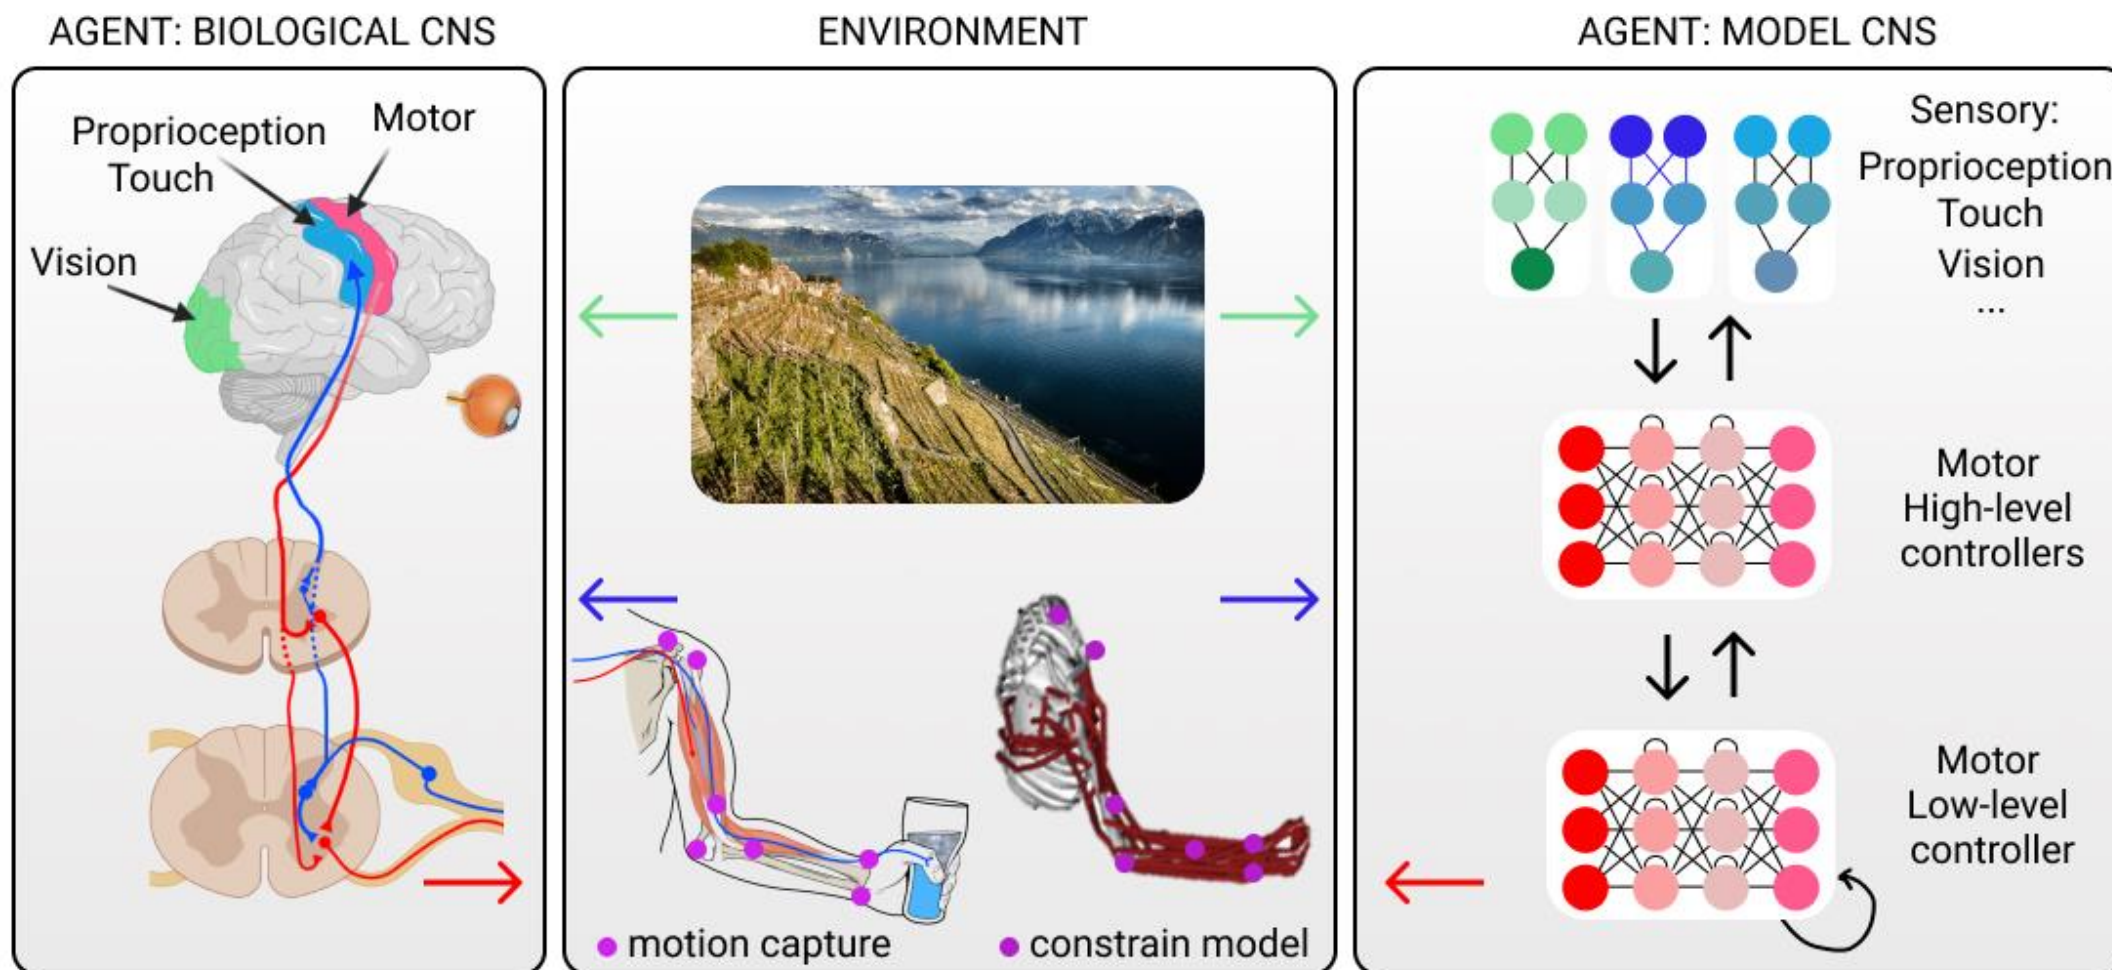 AGENT: BIOLOGICAL CNS
Proprioception
Touch
Motor
Vision
ENVIRONMENT
motion capture
constrain model
AGENT: MODEL CNS
Sensory:
Proprioception
Touch
Vision
...
Motor
High-level
controllers
Motor
Low-level
controller